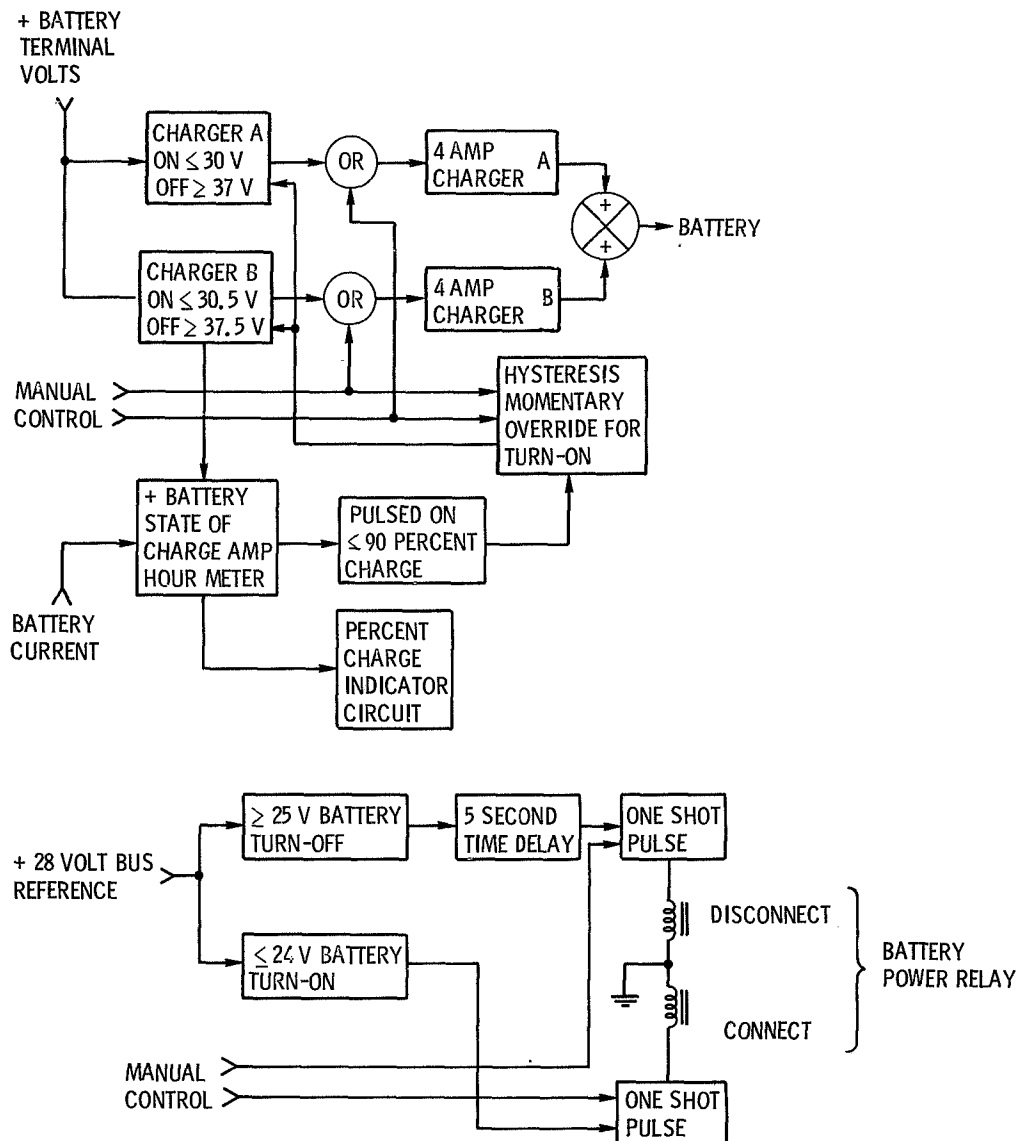 + BATTERY
TERMINAL
VOLTS
CHARGER A
ON ≤ 30 V
OFF ≥ 37 V
OR
4 AMP A
CHARGER
+
+
BATTERY
CHARGER B
ON ≤ 30.5 V
OFF ≥ 37.5 V
OR
4 AMP
CHARGER B
MANUAL
CONTROL
HYSTERESIS
MOMENTARY
OVERRIDE FOR
TURN-ON
+ BATTERY
STATE OF
CHARGE AMP
HOUR METER
PULSED ON
≤ 90 PERCENT
CHARGE
BATTERY
CURRENT
PERCENT
CHARGE
INDICATOR
CIRCUIT
+ 28 VOLT BUS
REFERENCE
≥ 25 V BATTERY
TURN-OFF
5 SECOND
TIME DELAY
ONE SHOT
PULSE
DISCONNECT
≤ 24 V BATTERY
TURN-ON
BATTERY
POWER RELAY
CONNECT
MANUAL
CONTROL
ONE SHOT
PULSE